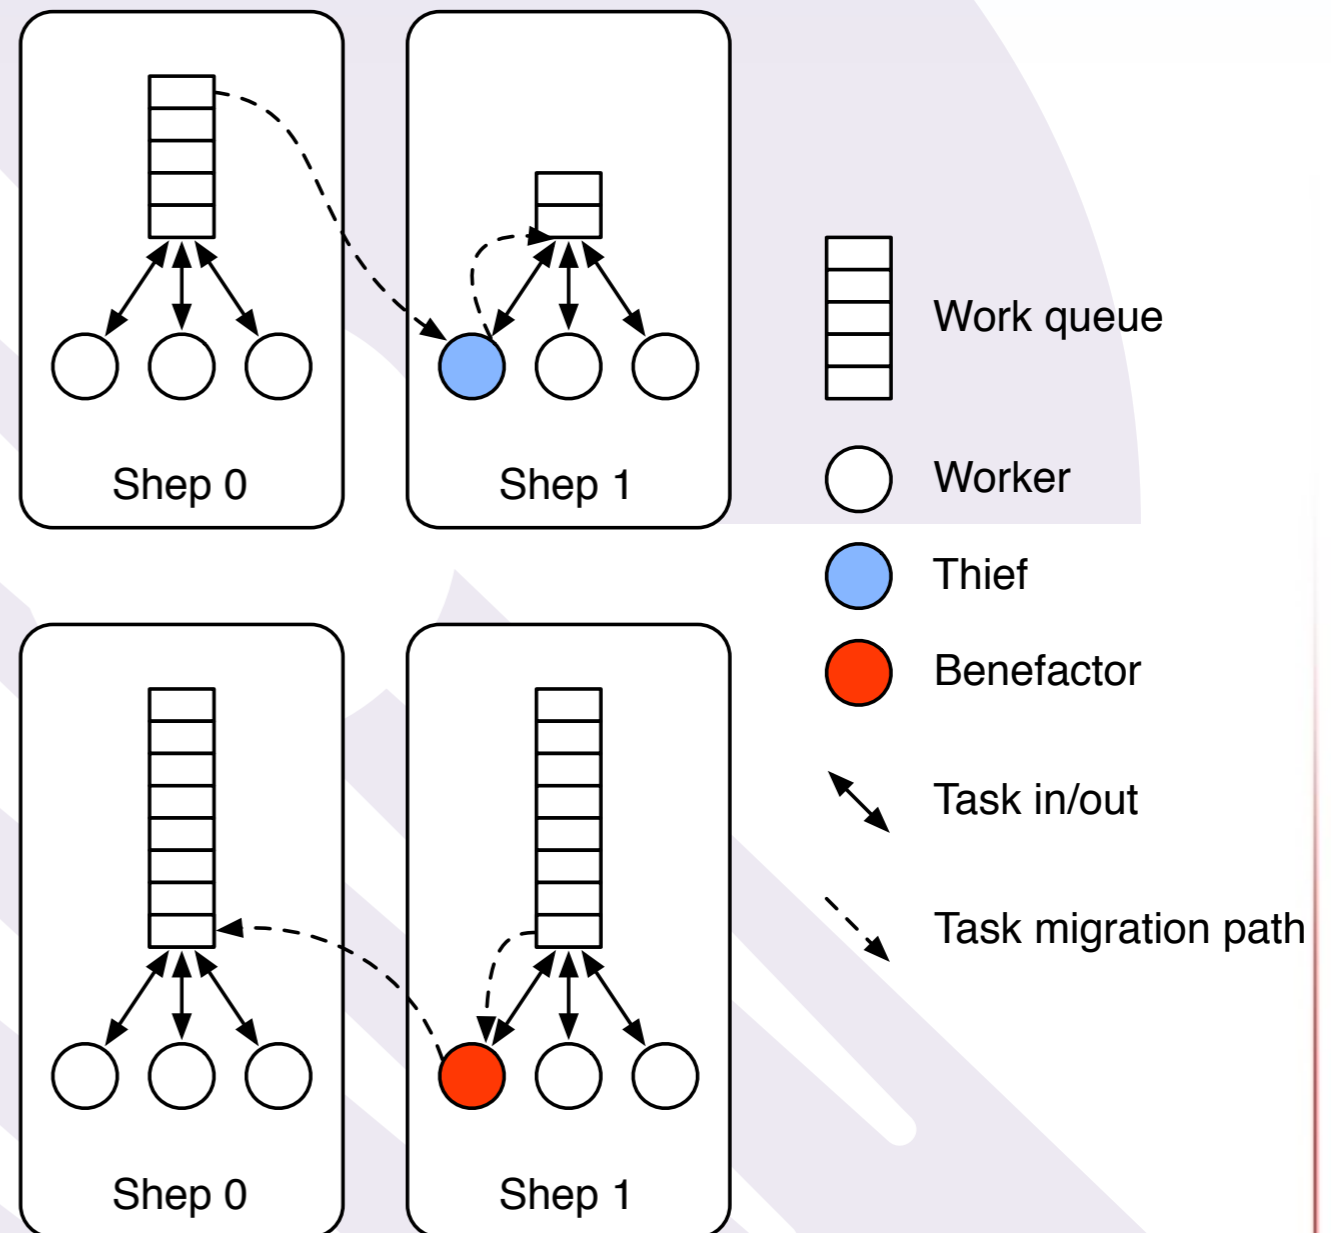 Shep 0
Shep 1
Work queue
Worker
Thief
Benefactor
Task in/out
Task migration path
Shep 0
Shep 1